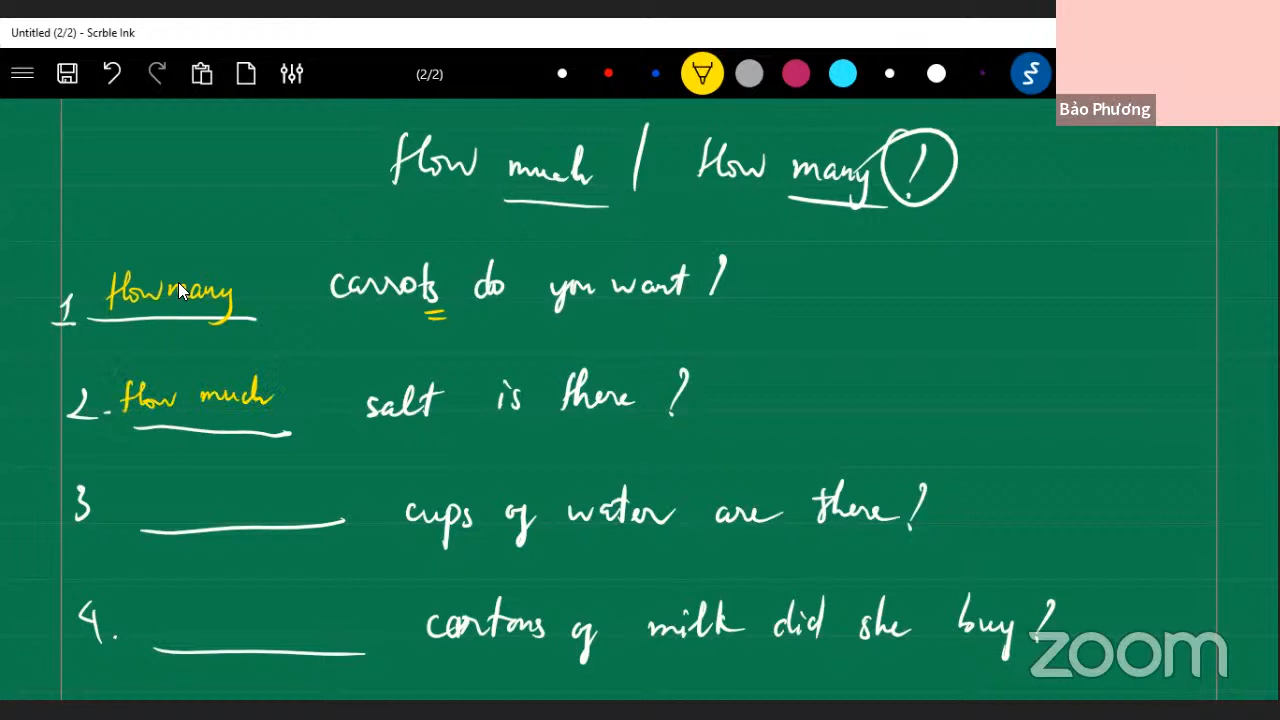 Untitled (2/2) - Scrble Ink
(2/2)
Bảo Phương
How much / How many ?
1 How many carrots do you want ?
2. How much salt is there ?
3 cups of water are there ?
4. cartons of milk did she buy ?
zoom